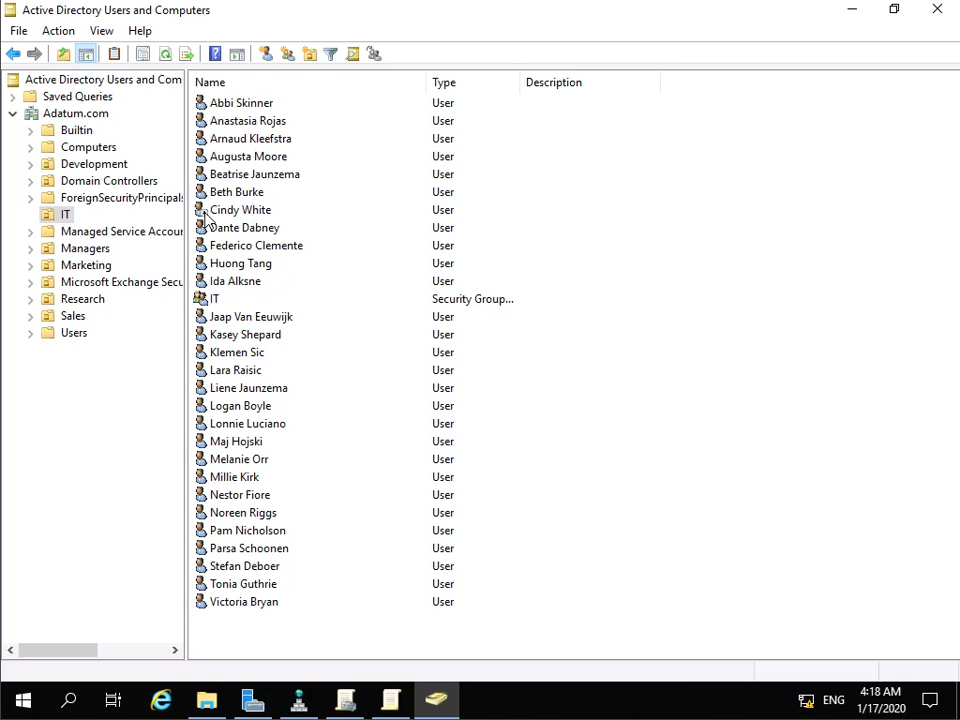 Active Directory Users and Computers
File Action View Help
Active Directory Users and Com
Saved Queries
Adatum.com
Builtin
Computers
Development
Domain Controllers
ForeignSecurityPrincipals
IT
Managed Service Accour
Managers
Marketing
Microsoft Exchange Secu
Research
Sales
Users
Name Type Description
Abbi Skinner User
Anastasia Rojas User
Arnaud Kleefstra User
Augusta Moore User
Beatrise Jaunzema User
Beth Burke User
Cindy White User
Dante Dabney User
Federico Clemente User
Huong Tang User
Ida Alksne User
IT Security Group...
Jaap Van Eeuwijk User
Kasey Shepard User
Klemen Sic User
Lara Raisic User
Liene Jaunzema User
Logan Boyle User
Lonnie Luciano User
Maj Hojski User
Melanie Orr User
Millie Kirk User
Nestor Fiore User
Noreen Riggs User
Pam Nicholson User
Parsa Schoonen User
Stefan Deboer User
Tonia Guthrie User
Victoria Bryan User
ENG
4:18 AM
1/17/2020